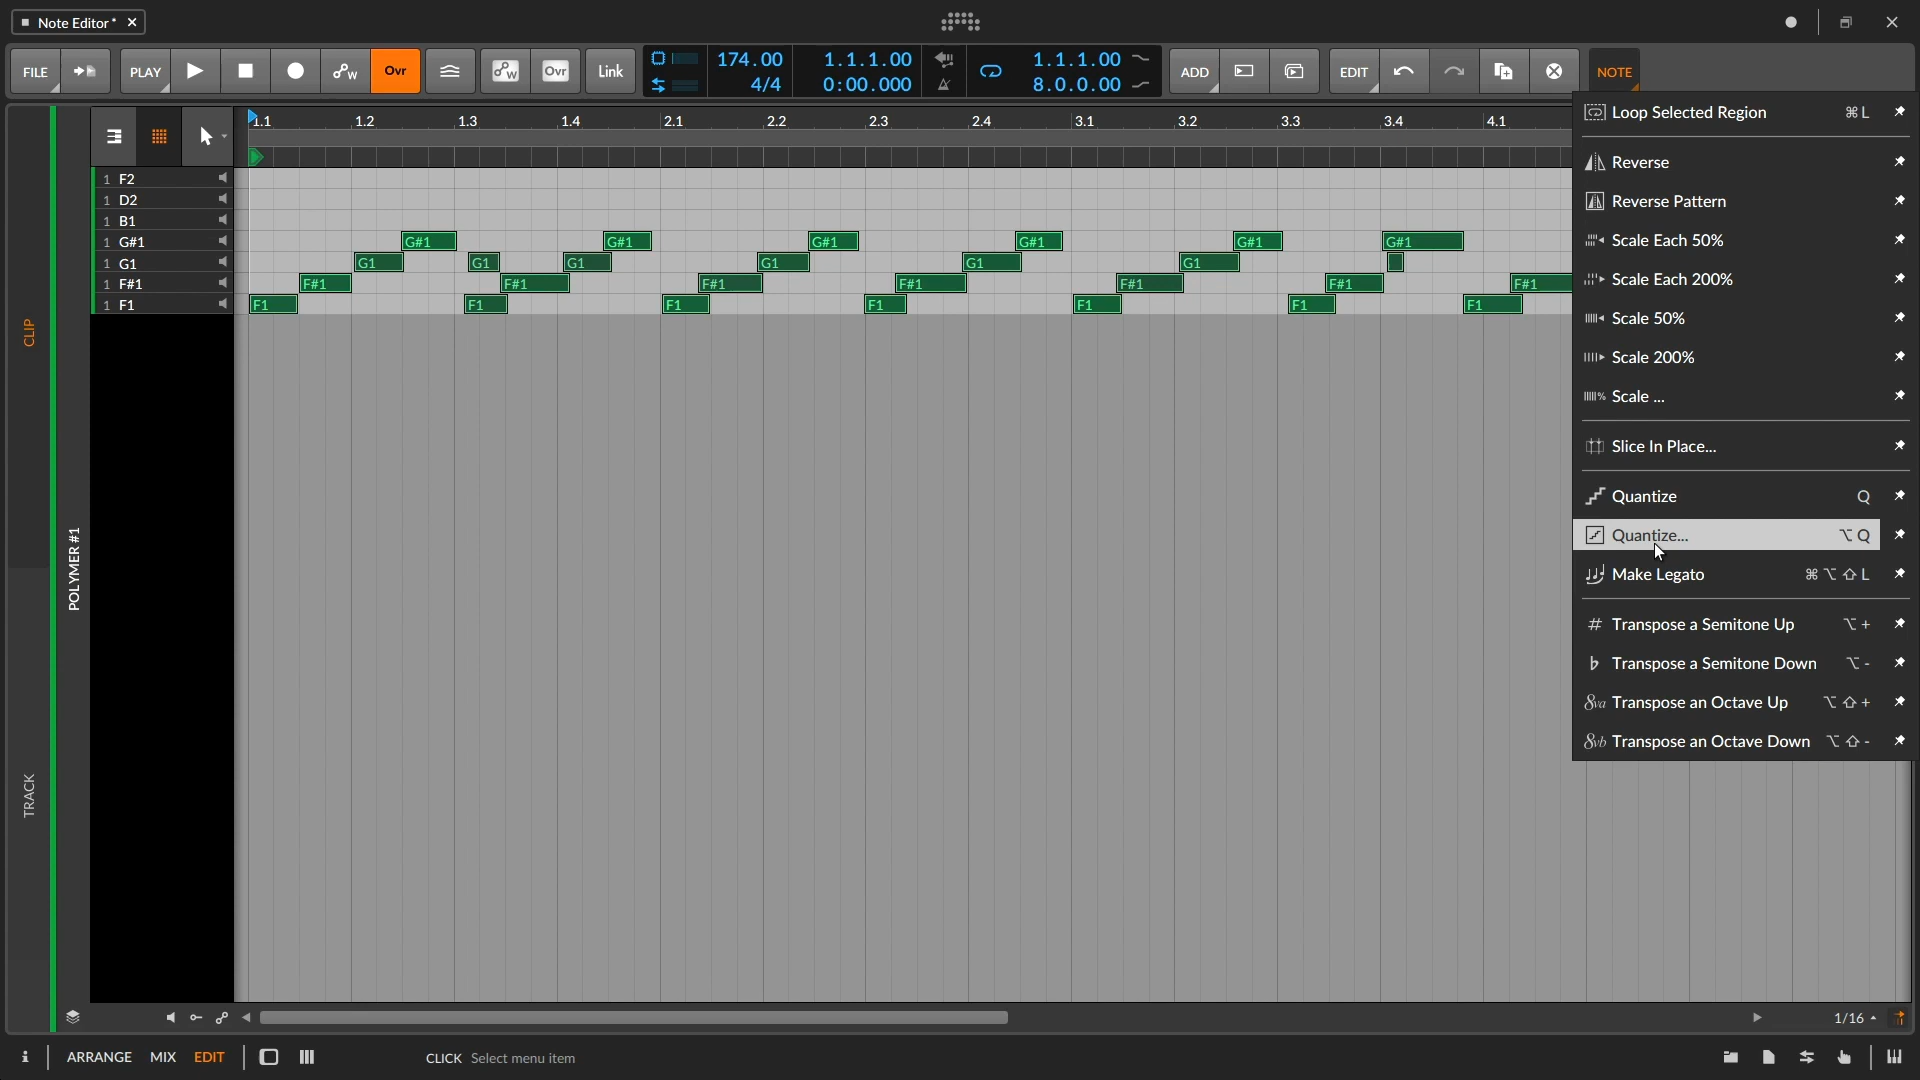 Note Editor*
FILE PLAY Ovr Ovr Link 174.00 4/4 1.1.1.00 0:00.000 1.1.1.00 8.0.0.00 ADD EDIT NOTE
1.1 1.2 1.3 1.4 2.1 2.2 2.3 2.4 3.1 3.2 3.3 3.4 4.1
1 F2
1 D2
1 B1
1 G#1 G#1 G#1 G#1 G#1 G#1 G#1
1 G1 G1 G1 G1 G1 G1 G1
1 F#1 F#1 F#1 F#1 F#1 F#1 F#1 F#1
1 F1 F1 F1 F1 F1 F1 F1 F1
CLIP
POLYMER #1
TRACK
Loop Selected Region ⌘ L
Reverse
Reverse Pattern
Scale Each 50%
Scale Each 200%
Scale 50%
Scale 200%
% Scale ...
Slice In Place...
Quantize Q
Quantize... ⌥ Q
Make Legato ⌘ ⌥ ⇧ L
# Transpose a Semitone Up ⌥ +
♭ Transpose a Semitone Down ⌥ -
8va Transpose an Octave Up ⌥ ⇧ +
8vb Transpose an Octave Down ⌥ ⇧ -
1/16
i ARRANGE MIX EDIT CLICK Select menu item